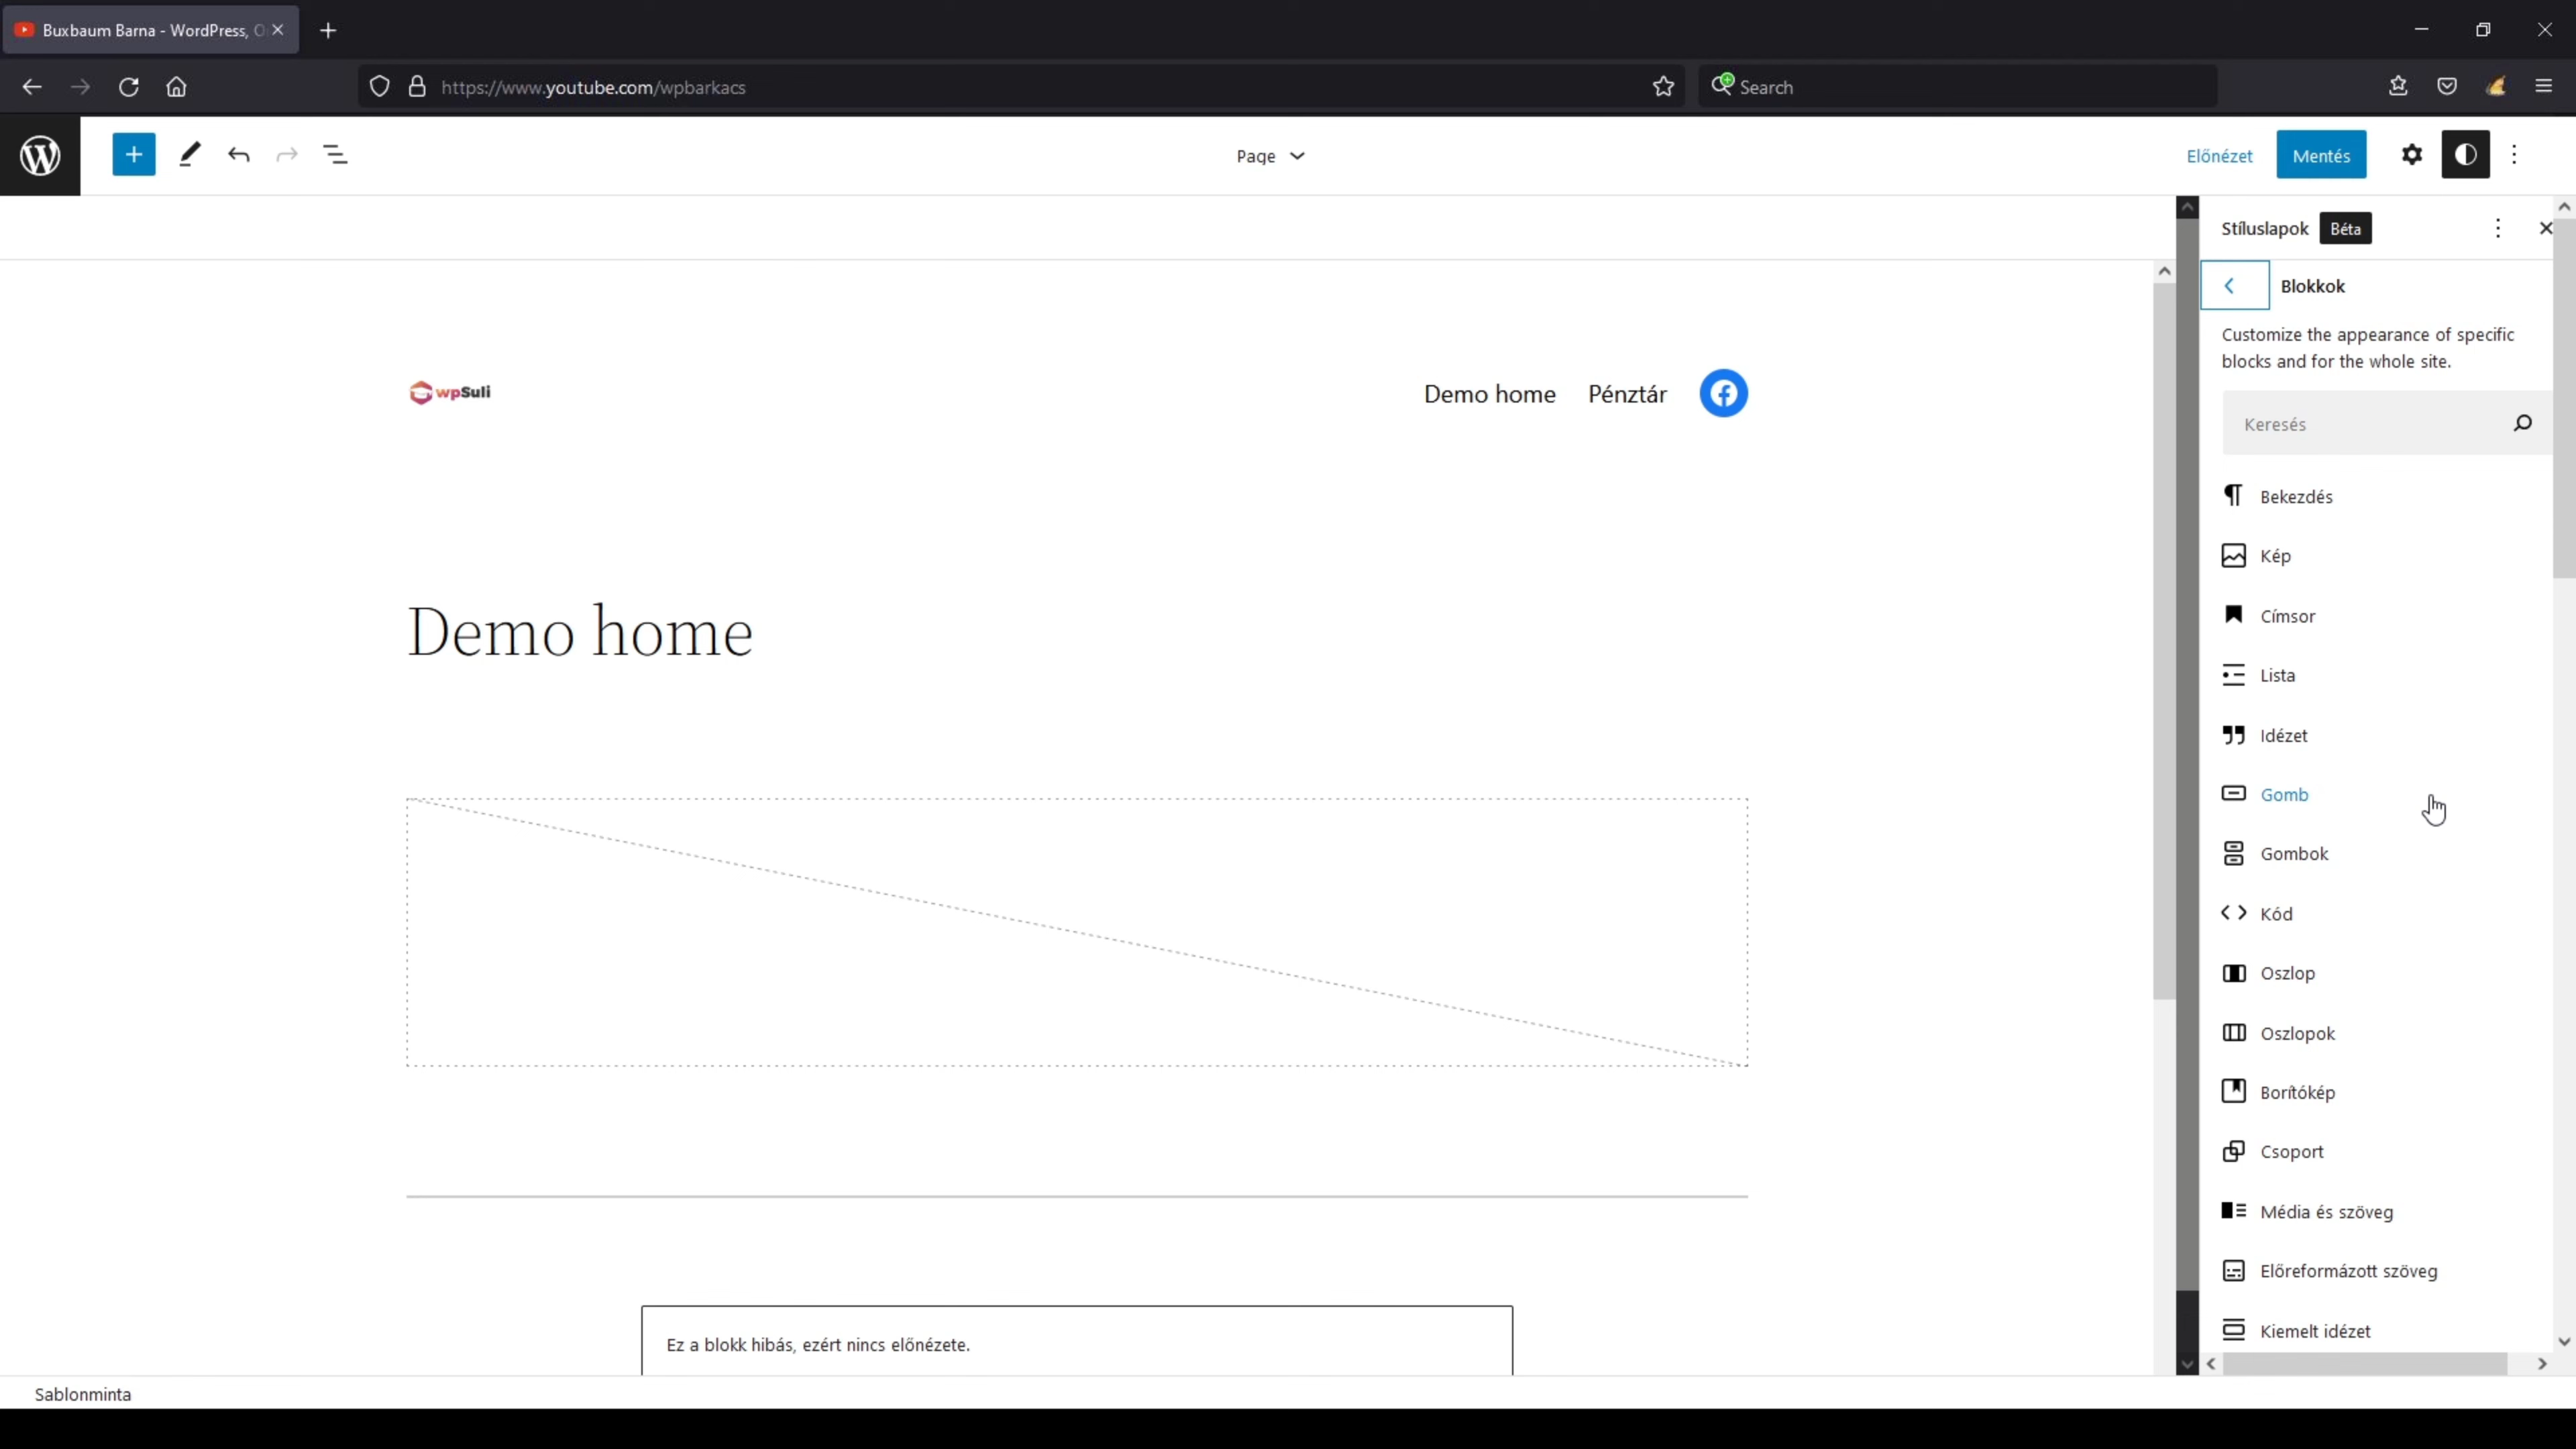 Buxbaum Barna - WordPress, O
https://www.youtube.com/wpbarkacs
Search
Page
Előnézet
Mentés
Stíluslapok
Béta
Blokkok
Customize the appearance of specific
blocks and for the whole site.
Keresés
wpSuli
Demo home
Pénztár
Demo home
Bekezdés
Kép
Címsor
Lista
Idézet
Gomb
Gombok
Kód
Oszlop
Oszlopok
Borítókép
Csoport
Média és szöveg
Előreformázott szöveg
Kiemelt idézet
Ez a blokk hibás, ezért nincs előnézete.
Sablonminta